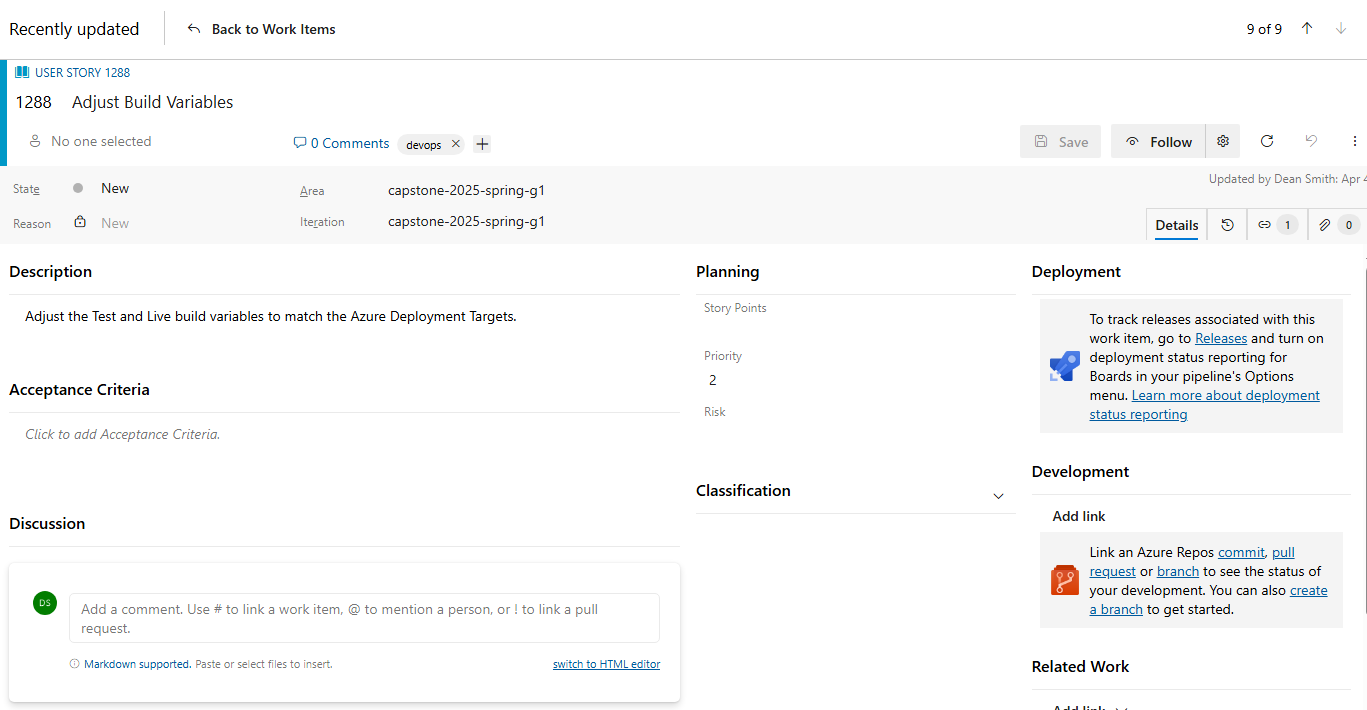 Recently updated
Back to Work Items
9 of 9
USER STORY 1288
1288 Adjust Build Variables
No one selected
0 Comments
devops
Save
Follow
State
New
Area
capstone-2025-spring-g1
Updated by Dean Smith: Apr 4
Reason
New
Iteration
capstone-2025-spring-g1
Details
1
0
Description
Adjust the Test and Live build variables to match the Azure Deployment Targets.
Acceptance Criteria
Click to add Acceptance Criteria.
Discussion
DS
Add a comment. Use # to link a work item, @ to mention a person, or ! to link a pull
request.
Markdown supported. Paste or select files to insert.
switch to HTML editor
Planning
Story Points
Priority
2
Risk
Classification
Deployment
To track releases associated with this
work item, go to Releases and turn on
deployment status reporting for
Boards in your pipeline's Options
menu. Learn more about deployment
status reporting
Development
Add link
Link an Azure Repos commit, pull
request or branch to see the status of
your development. You can also create
a branch to get started.
Related Work
Add link